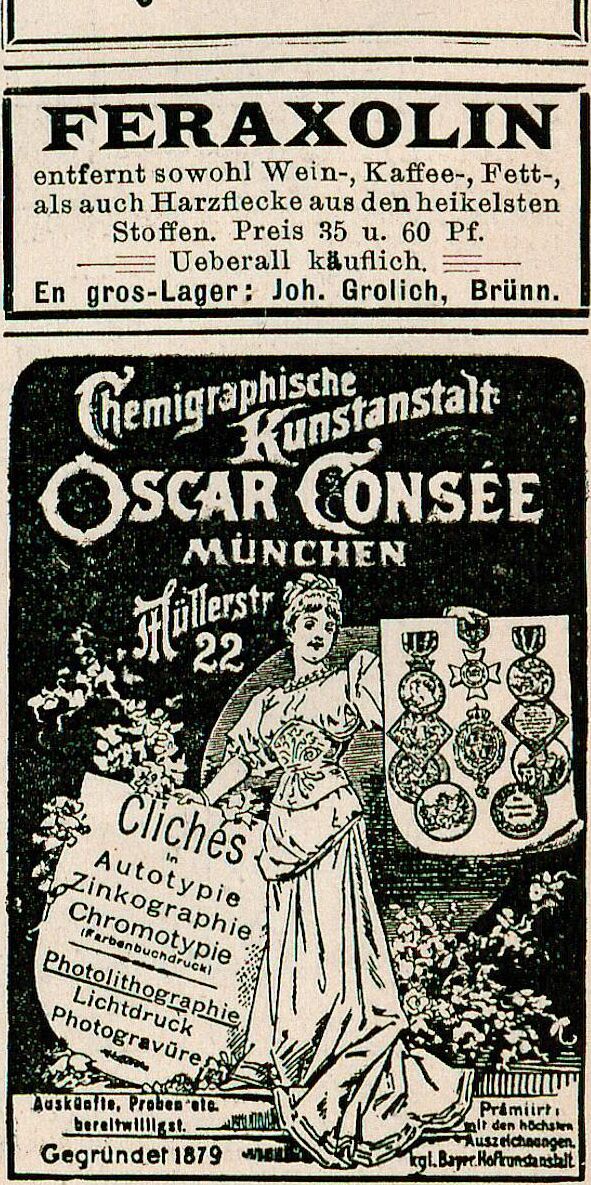 FERAXOLIN
entfernt sowohl Wein-, Kaffee-, Fett-,
als auch Harzflecke aus den heikelsten
Stoffen. Preis 35 u. 60 Pf.
Ueberall käuflich.
En gros-Lager: Joh. Grolich, Brünn.
Chemigraphische
Kunstanstalt
OSCAR CONSÉE
MÜNCHEN
Müllerstr
22
Clichés
in
Autotypie
Zinkographie
Chromotypie
(Farbenbuchdruck)
Photolithographie
Lichtdruck
Photogravüre
Auskünfte, Proben etc.
bereitwilligst.
Gegründet 1879
Prämiirt:
mit den höchsten
Auszeichnungen.
kgl. Bayer. Hofkunstanstalt